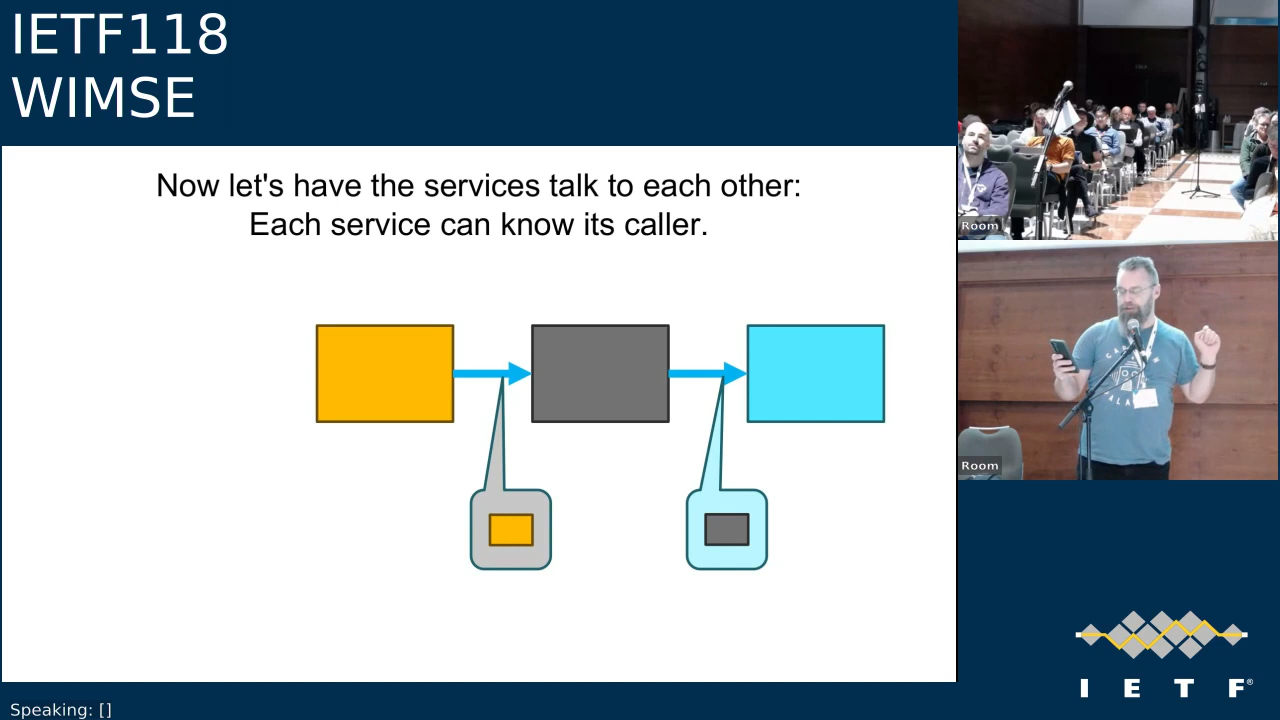 IETF118
WIMSE
Now let's have the services talk to each other:
Each service can know its caller.
Room
Room
I E T F®
Speaking: []